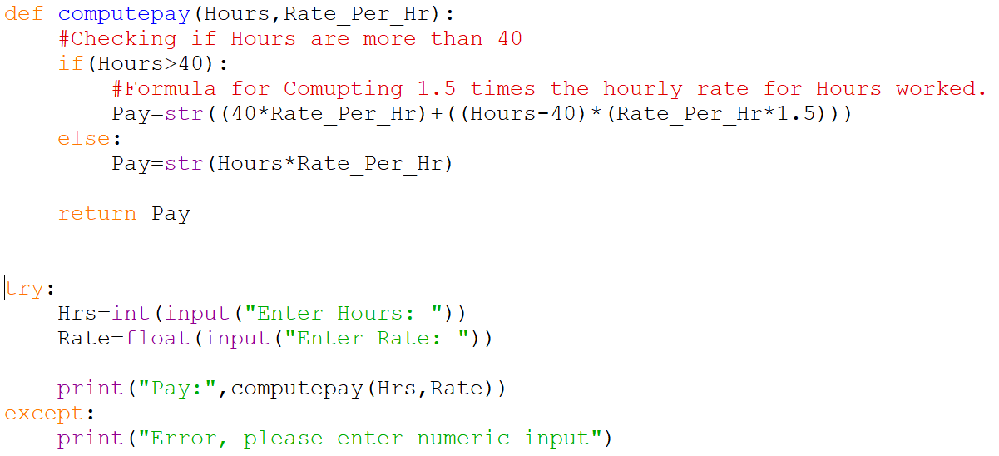 def computepay(Hours,Rate_Per_Hr):
    #Checking if Hours are more than 40
    if(Hours>40):
        #Formula for Comupting 1.5 times the hourly rate for Hours worked.
        Pay=str((40*Rate_Per_Hr)+((Hours-40)*(Rate_Per_Hr*1.5)))
    else:
        Pay=str(Hours*Rate_Per_Hr)

    return Pay


try:
    Hrs=int(input("Enter Hours: "))
    Rate=float(input("Enter Rate: "))

    print("Pay:",computepay(Hrs,Rate))
except:
    print("Error, please enter numeric input")